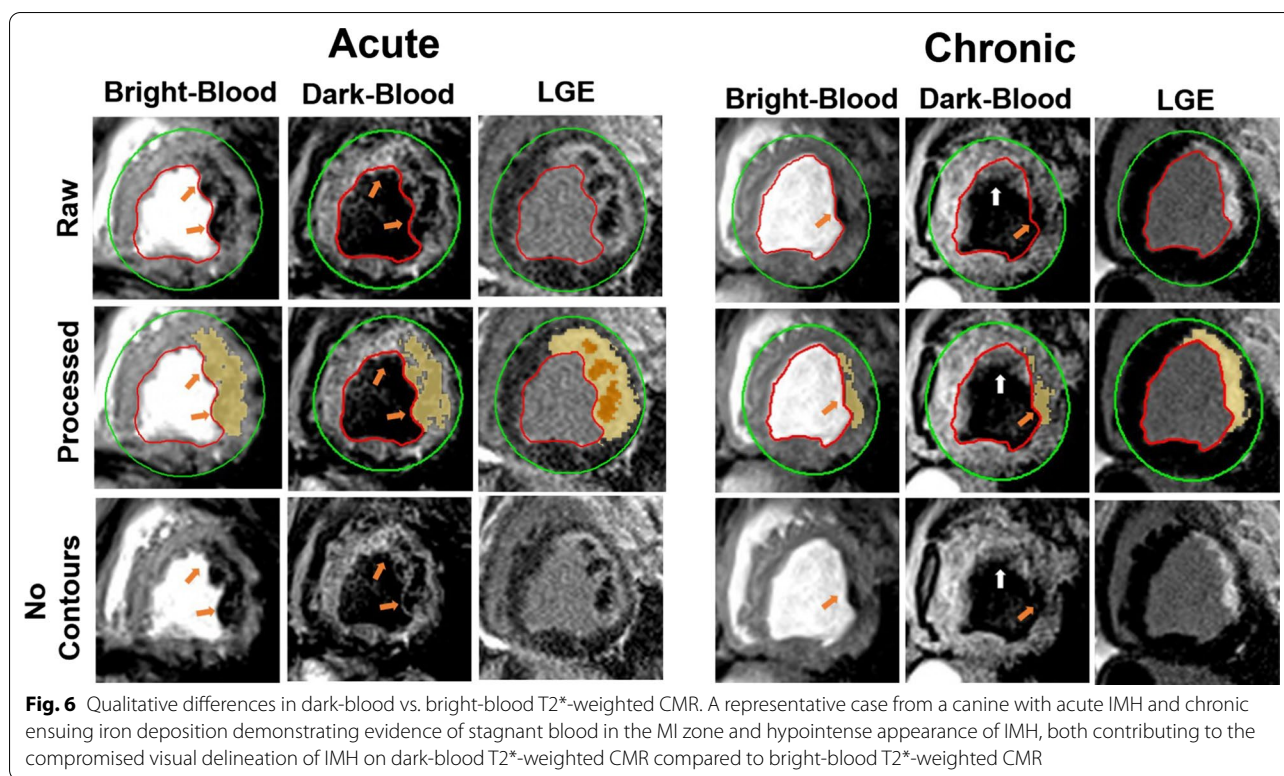 Acute
Chronic
Bright-Blood Dark-Blood LGE
Bright-Blood Dark-Blood LGE
Raw
Processed
No
Contours
Fig. 6 Qualitative differences in dark-blood vs. bright-blood T2*-weighted CMR. A representative case from a canine with acute IMH and chronic
ensuing iron deposition demonstrating evidence of stagnant blood in the MI zone and hypointense appearance of IMH, both contributing to the
compromised visual delineation of IMH on dark-blood T2*-weighted CMR compared to bright-blood T2*-weighted CMR